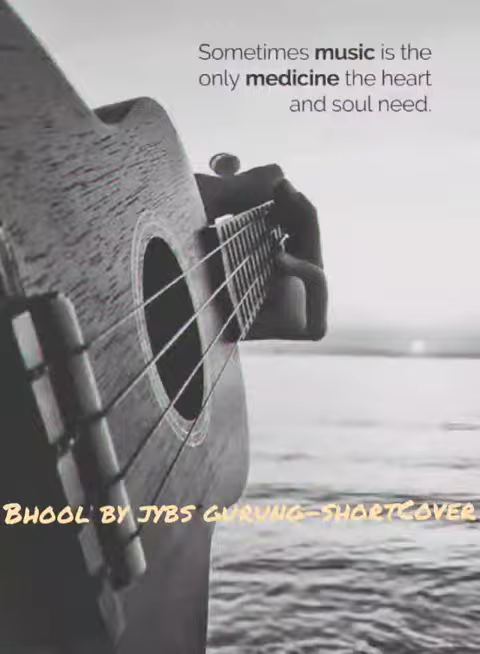 Sometimes music is the
only medicine the heart
and soul need.
BHOOL BY JYBS GURUNG-SHORTCOVER